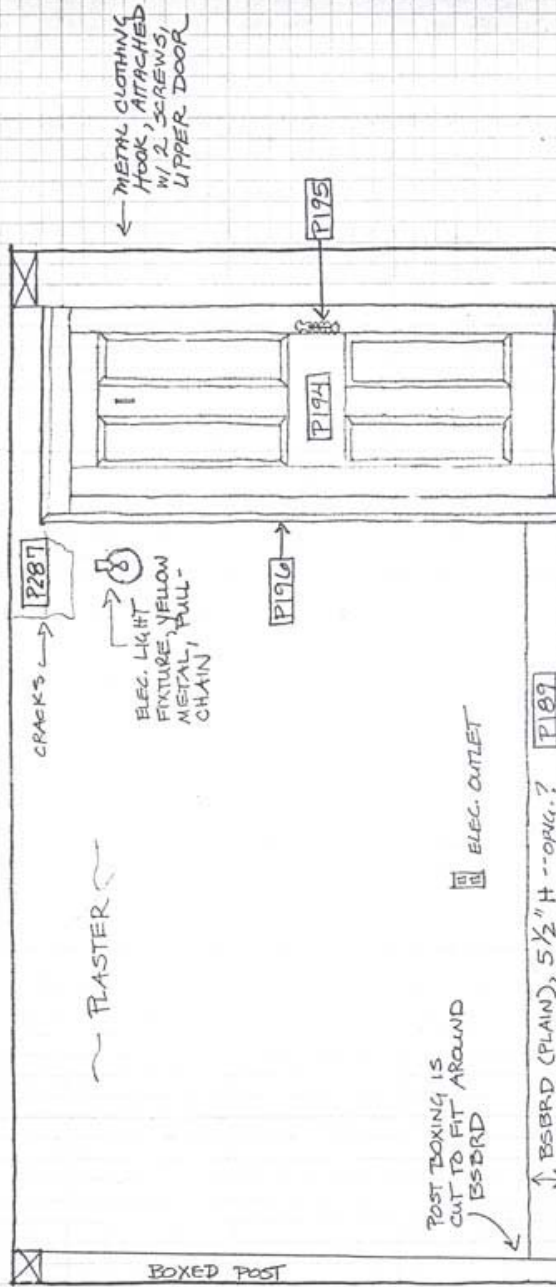 METAL CLOTHING
HOOK, ATTACHED
W/ 2 SCREWS,
UPPER DOOR
P195
P194
P287
CRACKS
ELEC. LIGHT
FIXTURE, YELLOW
METAL, PULL-
CHAIN
P196
~ PLASTER ~
ELEC. OUTLET
POST BOXING IS
CUT TO FIT AROUND
BSBRD
BOXED POST
BSBRD (PLAIN), 5½" H --- ORIG.? P189